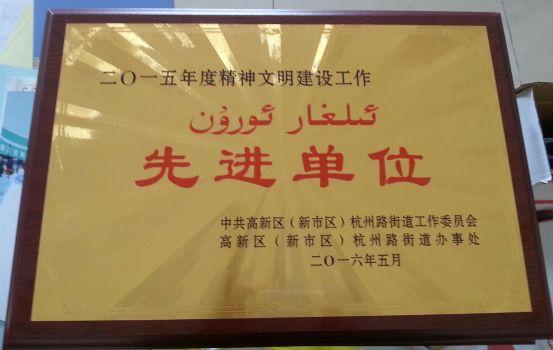 二〇一五年度精神文明建设工作
ئىلغار ئورۇن
先进单位
中共高新区（新市区）杭州路街道工作委员会
高新区（新市区）杭州路街道办事处
二〇一六年五月